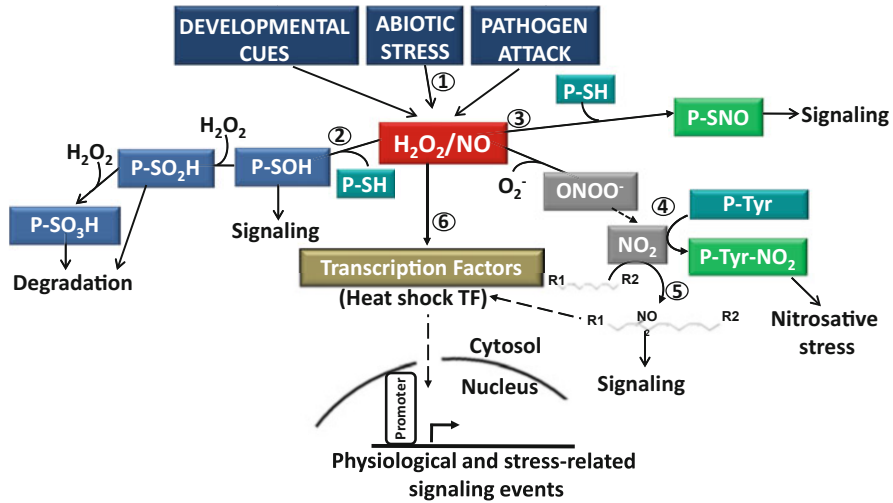 DEVELOPMENTAL
CUES
ABIOTIC
STRESS
PATHOGEN
ATTACK
①
P-SH
③
P-SNO
Signaling
H₂O₂
H₂O₂
②
H₂O₂/NO
P-SO₂H
P-SOH
P-SH
O₂⁻
ONOO⁻
④
P-Tyr
P-SO₃H
Signaling
⑥
NO₂
P-Tyr-NO₂
Degradation
Transcription Factors
R1
R2
⑤
(Heat shock TF)
R1
NO
2
R2
Nitrosative
stress
Cytosol
Nucleus
Signaling
Promoter
Physiological and stress-related
signaling events